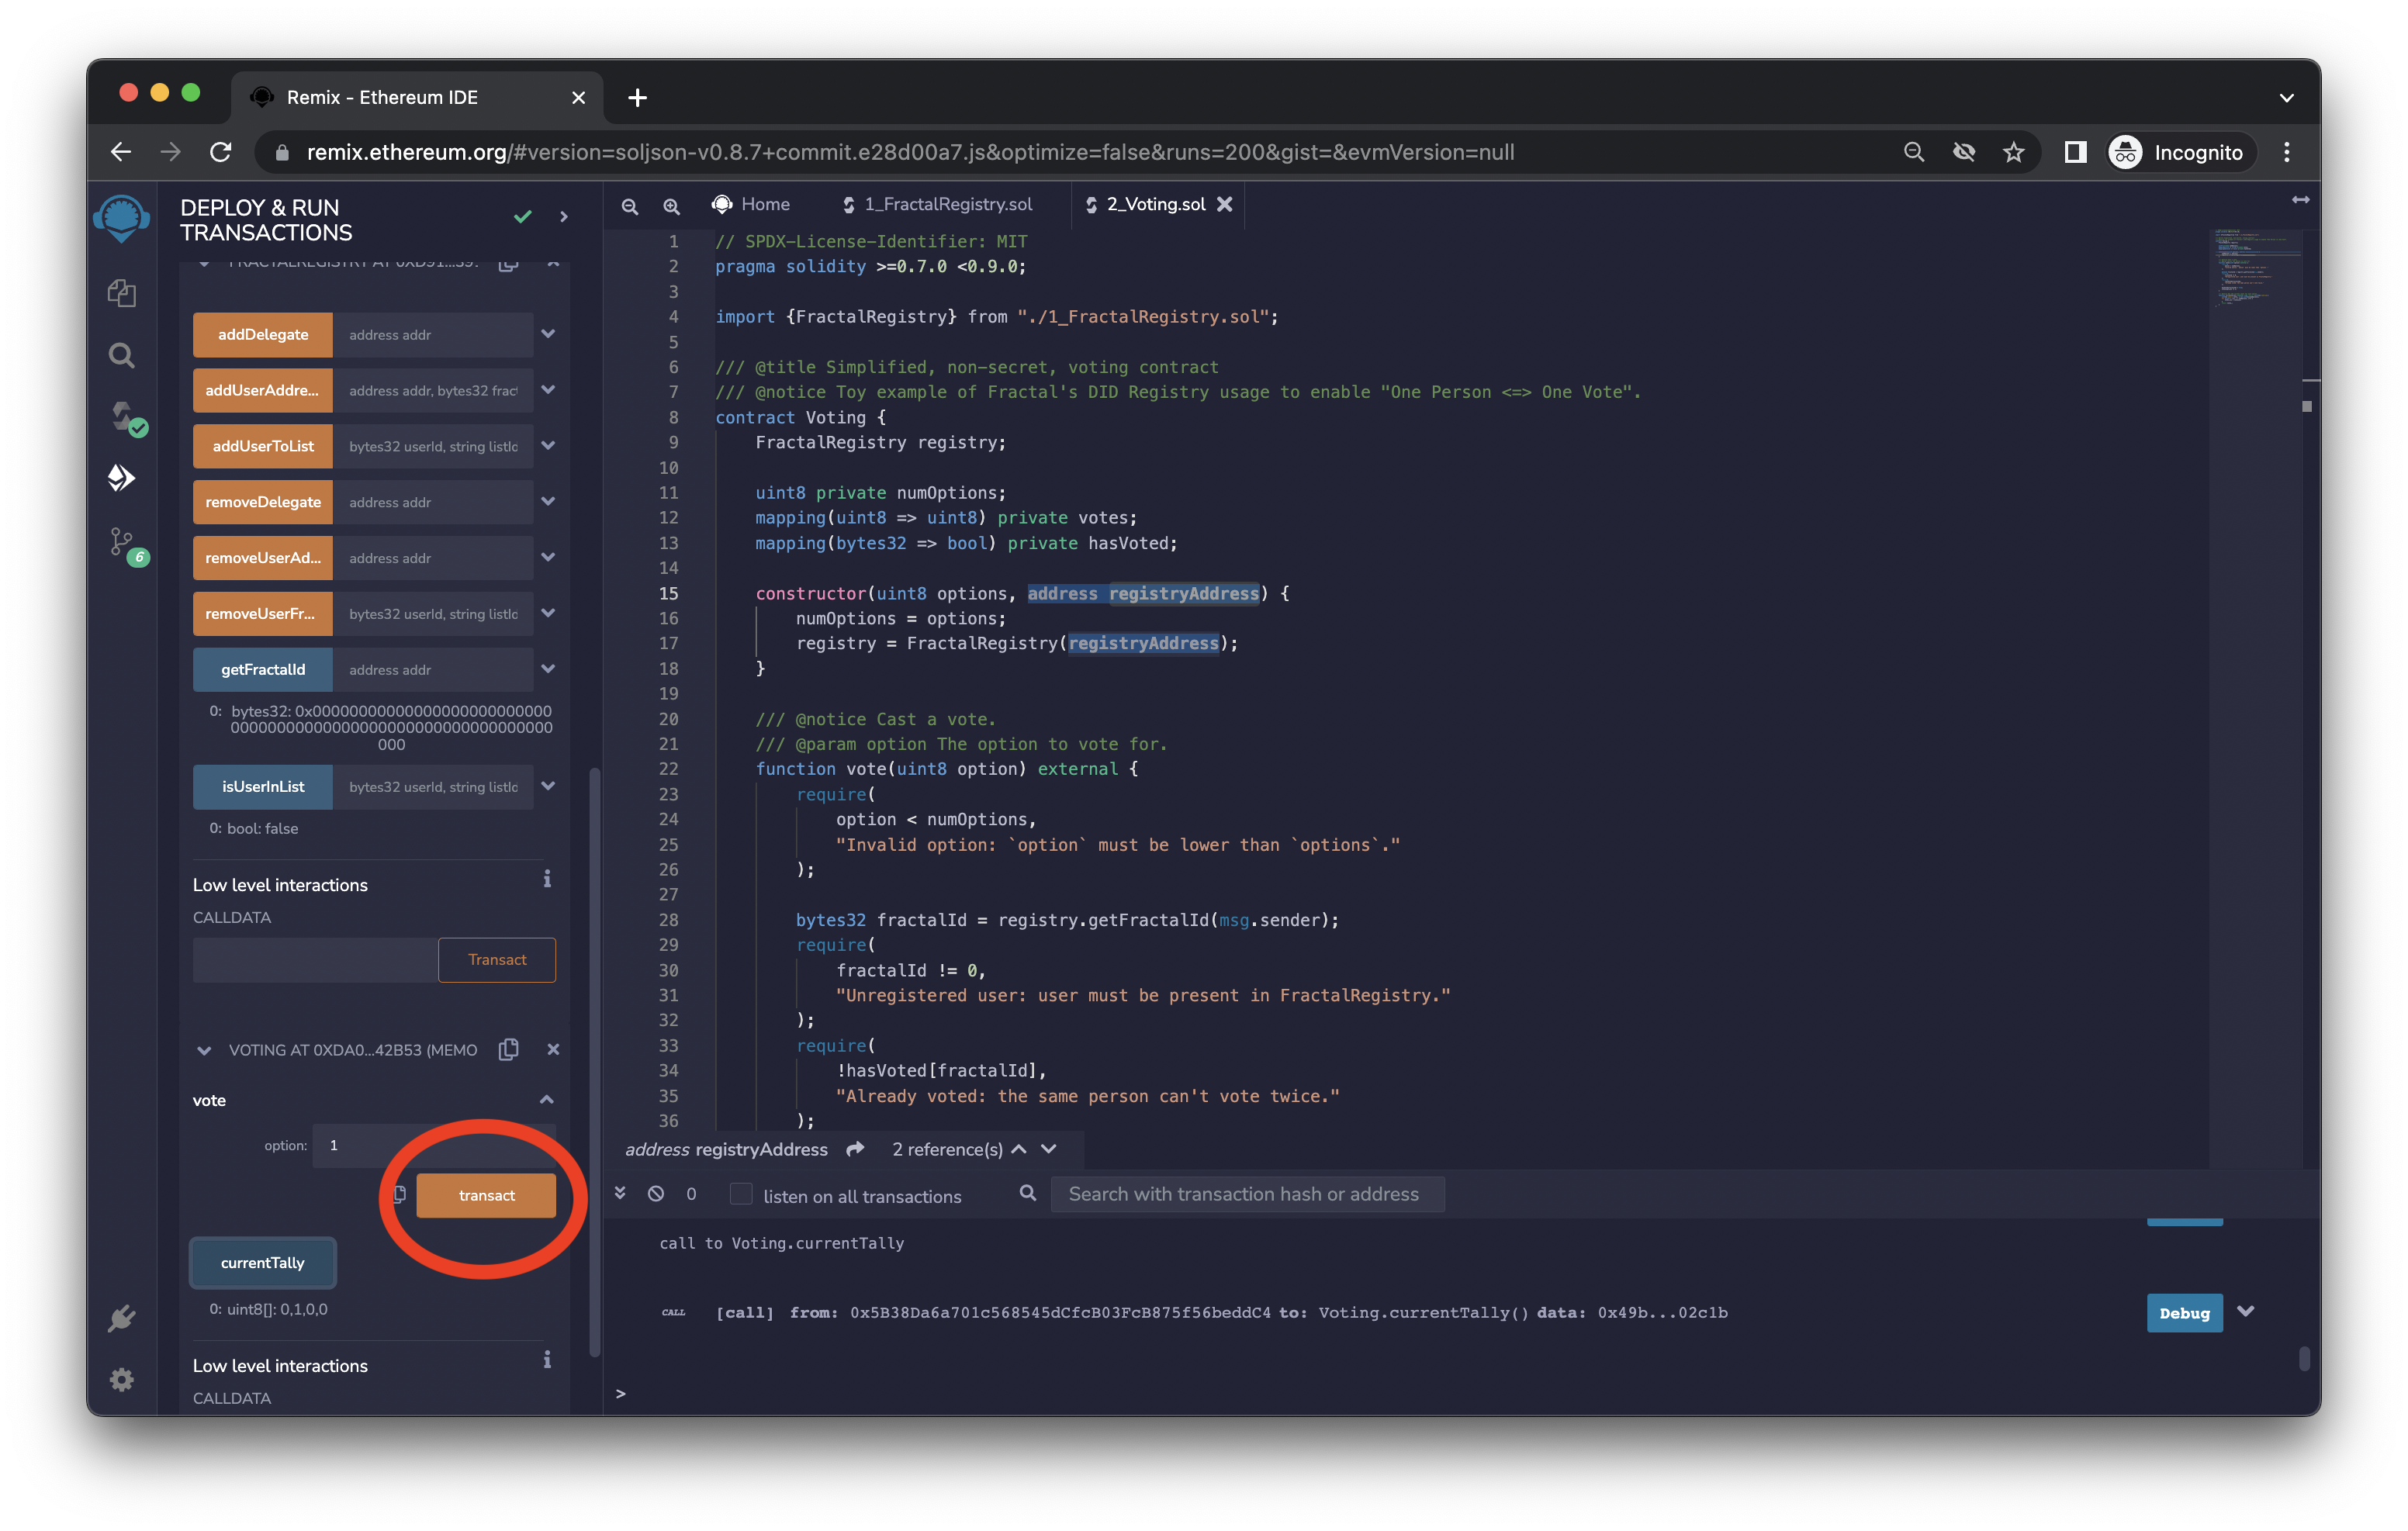 Remix - Ethereum IDE
remix.ethereum.org/#version=soljson-v0.8.7+commit.e28d00a7.js&optimize=false&runs=200&gist=&evmVersion=null
Incognito
DEPLOY & RUN
TRANSACTIONS
6
addDelegate address addr
addUserAddre... address addr, bytes32 fract
addUserToList bytes32 userId, string listId
removeDelegate address addr
removeUserAd... address addr
removeUserFr... bytes32 userId, string listId
getFractalId address addr
0: bytes32: 0x0000000000000000000000000
000000000000000000000000000000000000
000
isUserInList bytes32 userId, string listId
0: bool: false
Low level interactions
CALLDATA
Transact
VOTING AT 0XDA0...42B53 (MEMO
vote
option: 1
transact
currentTally
0: uint8[]: 0,1,0,0
Low level interactions
CALLDATA
Home 1_FractalRegistry.sol 2_Voting.sol
1 // SPDX-License-Identifier: MIT
2 pragma solidity >=0.7.0 <0.9.0;
3
4 import {FractalRegistry} from "./1_FractalRegistry.sol";
5
6 /// @title Simplified, non-secret, voting contract
7 /// @notice Toy example of Fractal's DID Registry usage to enable "One Person <=> One Vote".
8 contract Voting {
9 FractalRegistry registry;
10
11 uint8 private numOptions;
12 mapping(uint8 => uint8) private votes;
13 mapping(bytes32 => bool) private hasVoted;
14
15 constructor(uint8 options, address registryAddress) {
16 numOptions = options;
17 registry = FractalRegistry(registryAddress);
18 }
19
20 /// @notice Cast a vote.
21 /// @param option The option to vote for.
22 function vote(uint8 option) external {
23 require(
24 option < numOptions,
25 "Invalid option: `option` must be lower than `options`."
26 );
27
28 bytes32 fractalId = registry.getFractalId(msg.sender);
29 require(
30 fractalId != 0,
31 "Unregistered user: user must be present in FractalRegistry."
32 );
33 require(
34 !hasVoted[fractalId],
35 "Already voted: the same person can't vote twice."
36 );
address registryAddress 2 reference(s)
0 listen on all transactions Search with transaction hash or address
call to Voting.currentTally
CALL [call] from: 0x5B38Da6a701c568545dCfcB03FcB875f56beddC4 to: Voting.currentTally() data: 0x49b...02c1b
Debug
>